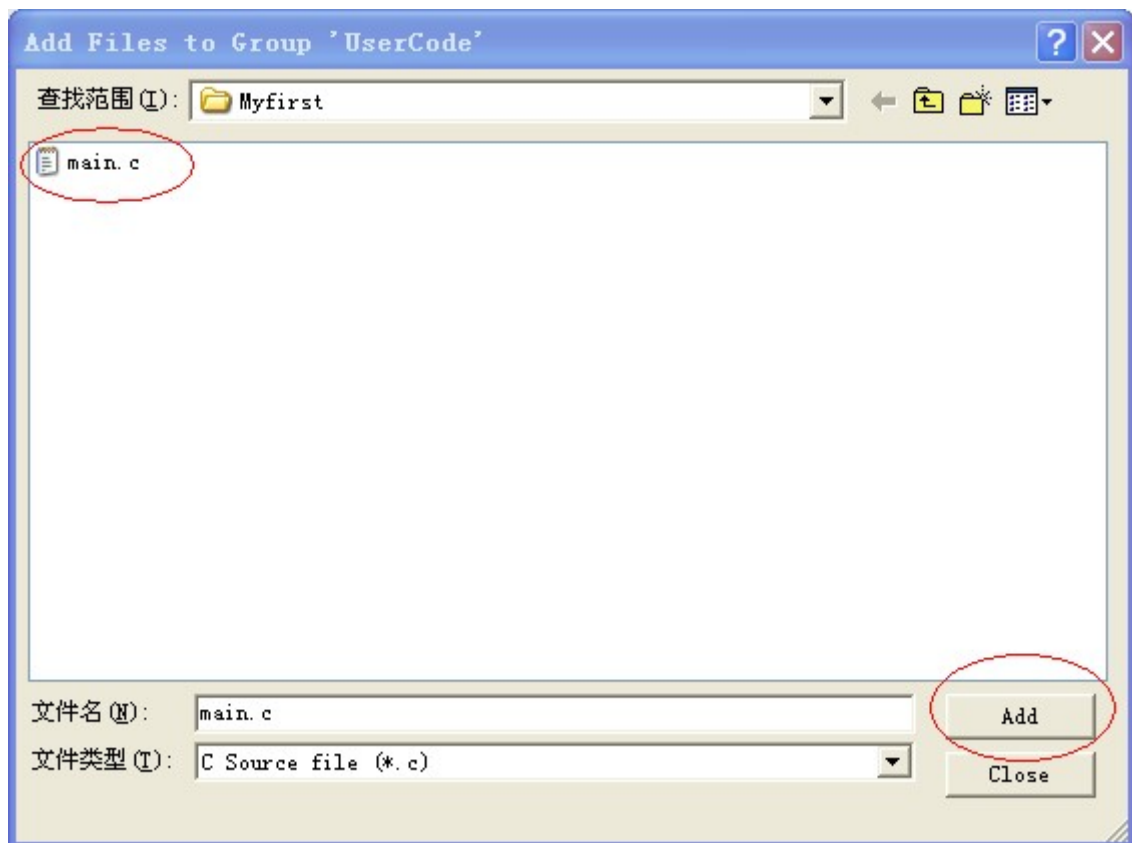 Add Files to Group 'UserCode'
查找范围(I): Myfirst
main.c
文件名(N): main.c
Add
文件类型(T): C Source file (*.c)
Close